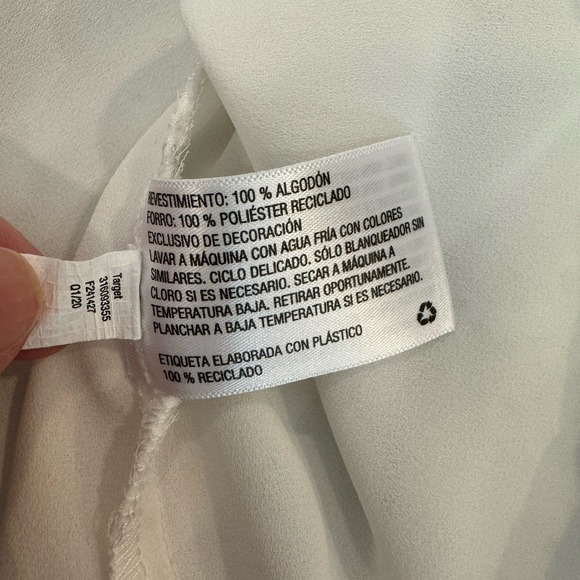 REVESTIMIENTO: 100 % ALGODÓN
FORRO: 100 % POLIÉSTER RECICLADO
EXCLUSIVO DE DECORACIÓN
LAVAR A MÁQUINA CON AGUA FRÍA CON COLORES
SIMILARES. CICLO DELICADO. SÓLO BLANQUEADOR SIN
CLORO SI ES NECESARIO. SECAR A MÁQUINA A
TEMPERATURA BAJA. RETIRAR OPORTUNAMENTE.
PLANCHAR A BAJA TEMPERATURA SI ES NECESARIO.
ETIQUETA ELABORADA CON PLÁSTICO
100 % RECICLADO
Target
316093355
F241427
Q1/20